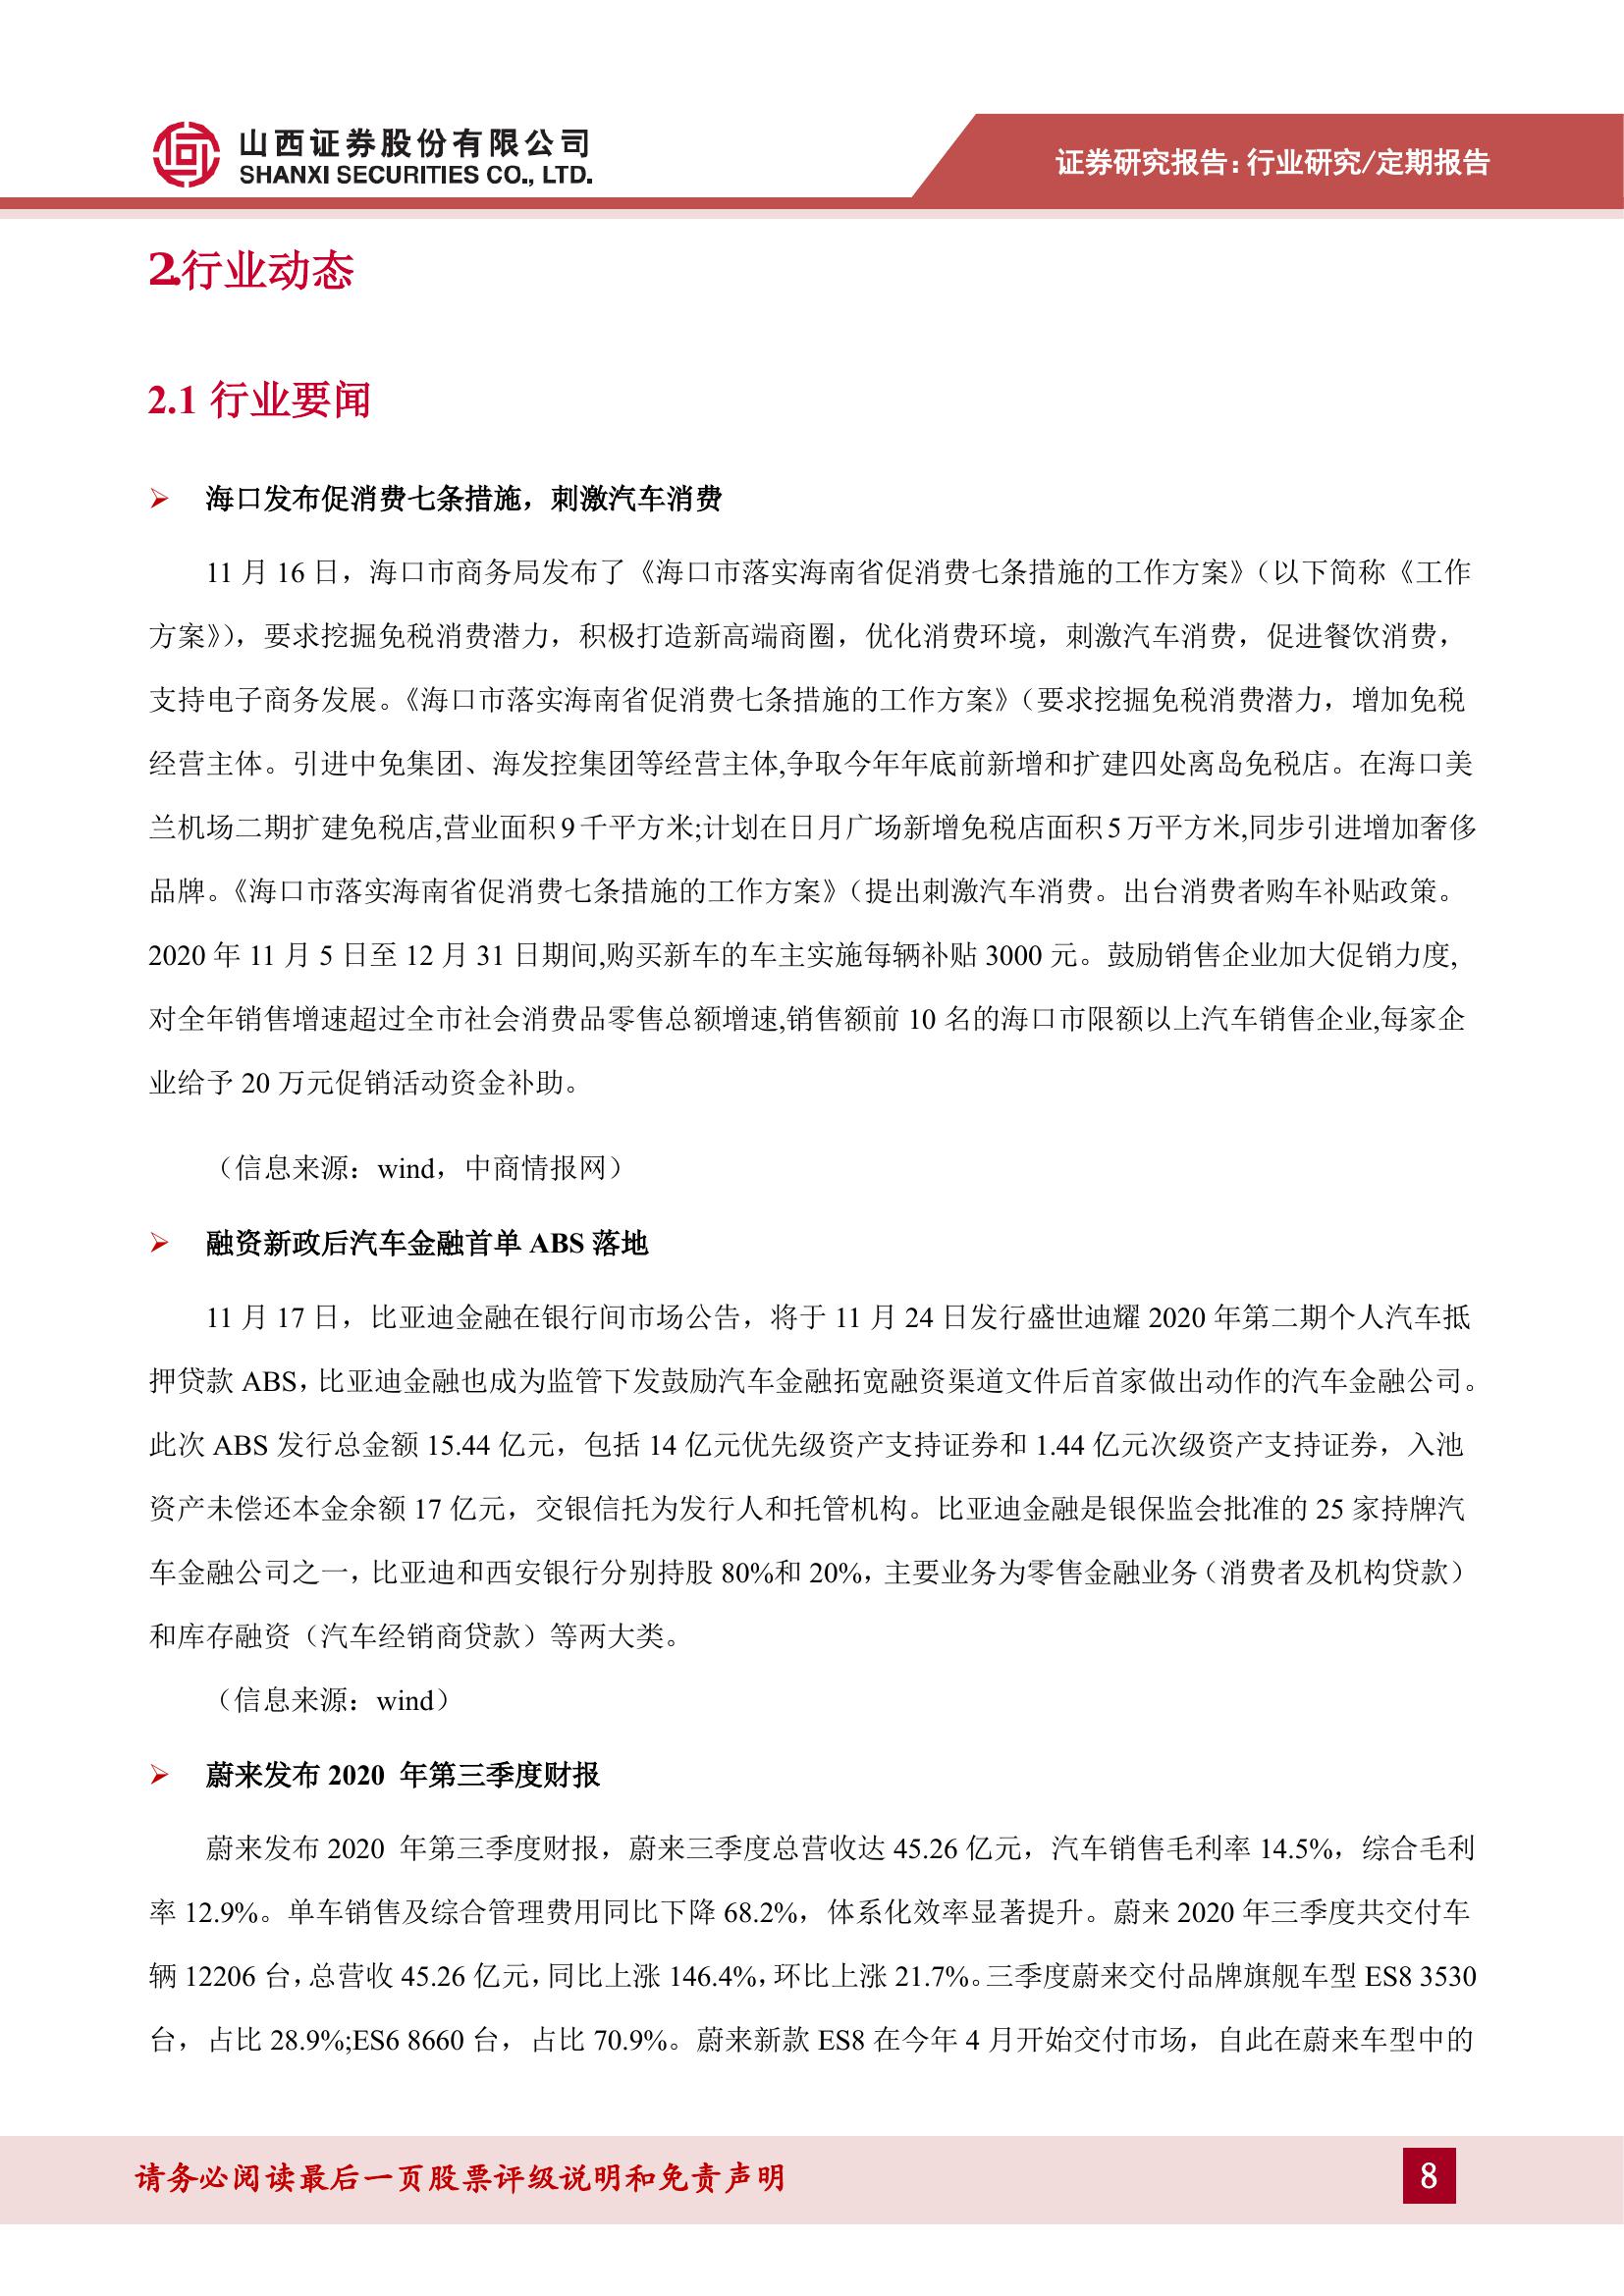 山西证券股份有限公司
SHANXI SECURITIES CO., LTD.
证券研究报告：行业研究/定期报告
2.行业动态
2.1 行业要闻
➢ 海口发布促消费七条措施，刺激汽车消费
11 月 16 日，海口市商务局发布了《海口市落实海南省促消费七条措施的工作方案》（以下简称《工作
方案》），要求挖掘免税消费潜力，积极打造新高端商圈，优化消费环境，刺激汽车消费，促进餐饮消费，
支持电子商务发展。《海口市落实海南省促消费七条措施的工作方案》（要求挖掘免税消费潜力，增加免税
经营主体。引进中免集团、海发控集团等经营主体,争取今年年底前新增和扩建四处离岛免税店。在海口美
兰机场二期扩建免税店,营业面积 9 千平方米;计划在日月广场新增免税店面积 5 万平方米,同步引进增加奢侈
品牌。《海口市落实海南省促消费七条措施的工作方案》（提出刺激汽车消费。出台消费者购车补贴政策。
2020 年 11 月 5 日至 12 月 31 日期间,购买新车的车主实施每辆补贴 3000 元。鼓励销售企业加大促销力度,
对全年销售增速超过全市社会消费品零售总额增速,销售额前 10 名的海口市限额以上汽车销售企业,每家企
业给予 20 万元促销活动资金补助。
（信息来源：wind，中商情报网）
➢ 融资新政后汽车金融首单 ABS 落地
11 月 17 日，比亚迪金融在银行间市场公告，将于 11 月 24 日发行盛世迪耀 2020 年第二期个人汽车抵
押贷款 ABS，比亚迪金融也成为监管下发鼓励汽车金融拓宽融资渠道文件后首家做出动作的汽车金融公司。
此次 ABS 发行总金额 15.44 亿元，包括 14 亿元优先级资产支持证券和 1.44 亿元次级资产支持证券，入池
资产未偿还本金余额 17 亿元，交银信托为发行人和托管机构。比亚迪金融是银保监会批准的 25 家持牌汽
车金融公司之一，比亚迪和西安银行分别持股 80%和 20%，主要业务为零售金融业务（消费者及机构贷款）
和库存融资（汽车经销商贷款）等两大类。
（信息来源：wind）
➢ 蔚来发布 2020 年第三季度财报
蔚来发布 2020 年第三季度财报，蔚来三季度总营收达 45.26 亿元，汽车销售毛利率 14.5%，综合毛利
率 12.9%。单车销售及综合管理费用同比下降 68.2%，体系化效率显著提升。蔚来 2020 年三季度共交付车
辆 12206 台，总营收 45.26 亿元，同比上涨 146.4%，环比上涨 21.7%。三季度蔚来交付品牌旗舰车型 ES8 3530
台，占比 28.9%;ES6 8660 台，占比 70.9%。蔚来新款 ES8 在今年 4 月开始交付市场，自此在蔚来车型中的
请务必阅读最后一页股票评级说明和免责声明
8